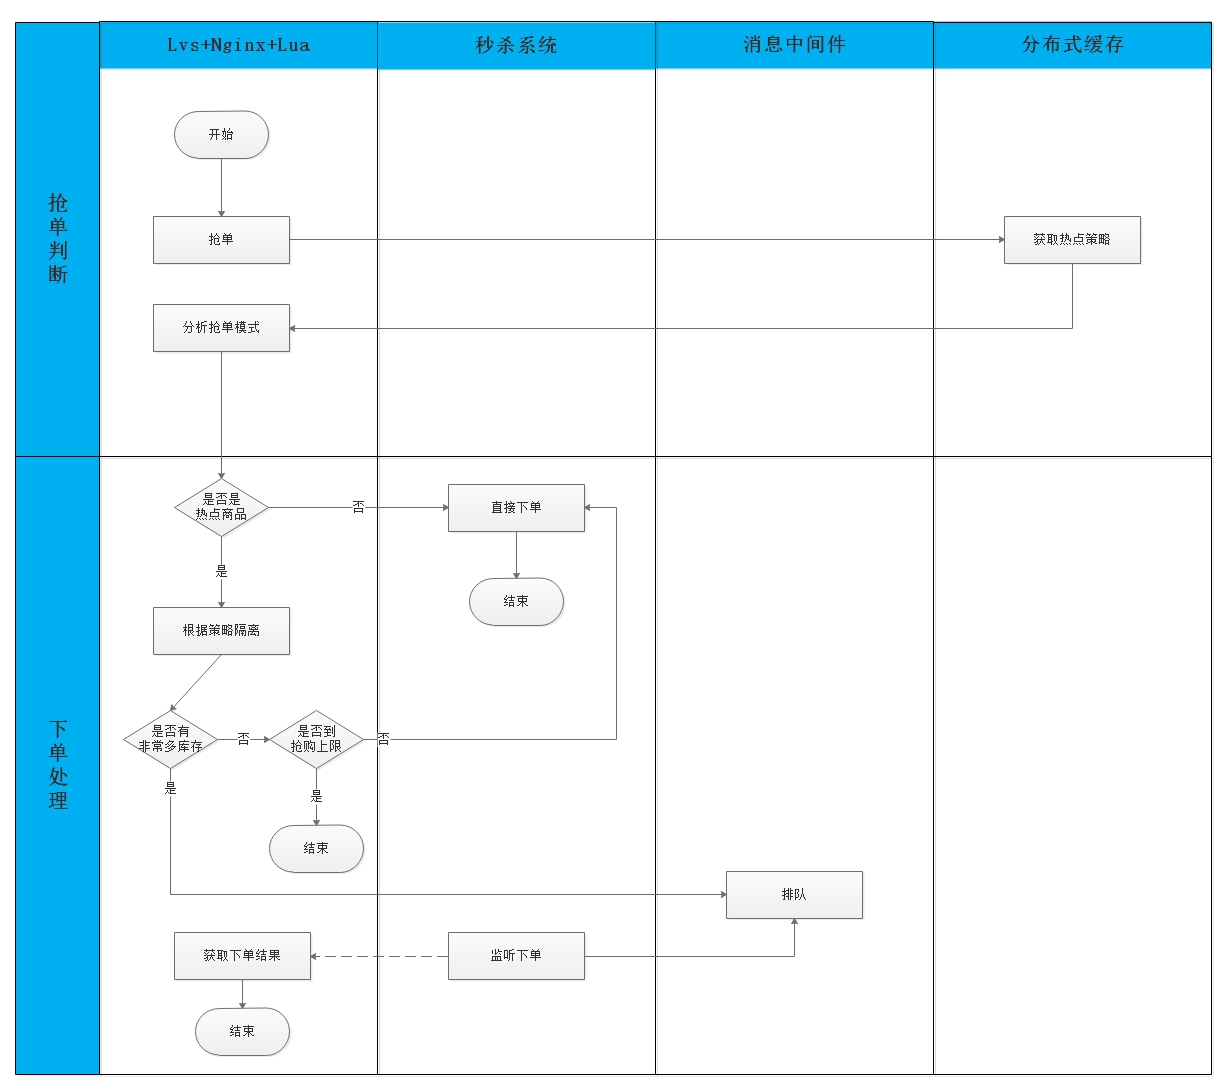 Lvs+Nginx+Lua
秒杀系统
消息中间件
分布式缓存
抢单判断
开始
抢单
获取热点策略
分析抢单模式
下单处理
是否是
热点商品
否
直接下单
是
结束
根据策略隔离
是否有
非常多库存
否
是否到
抢购上限
否
是
是
结束
排队
获取下单结果
监听下单
结束